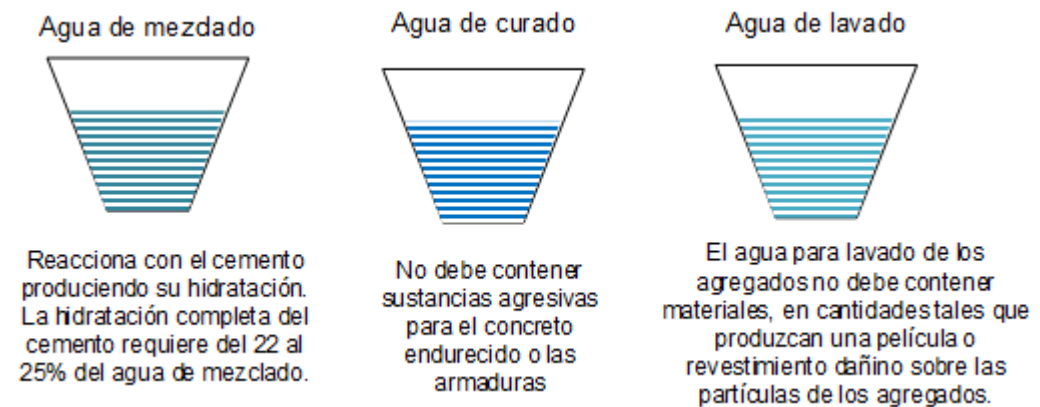 Agua de mezclado
Reacciona con el cemento
produciendo su hidratación.
La hidratación completa del
cemento requiere del 22 al
25% del agua de mezclado.
Agua de curado
No debe contener
sustancias agresivas
para el concreto
endurecido o las
armaduras
Agua de lavado
El agua para lavado de los
agregados no debe contener
materiales, en cantidades tales que
produzcan una película o
revestimiento dañino sobre las
partículas de los agregados.